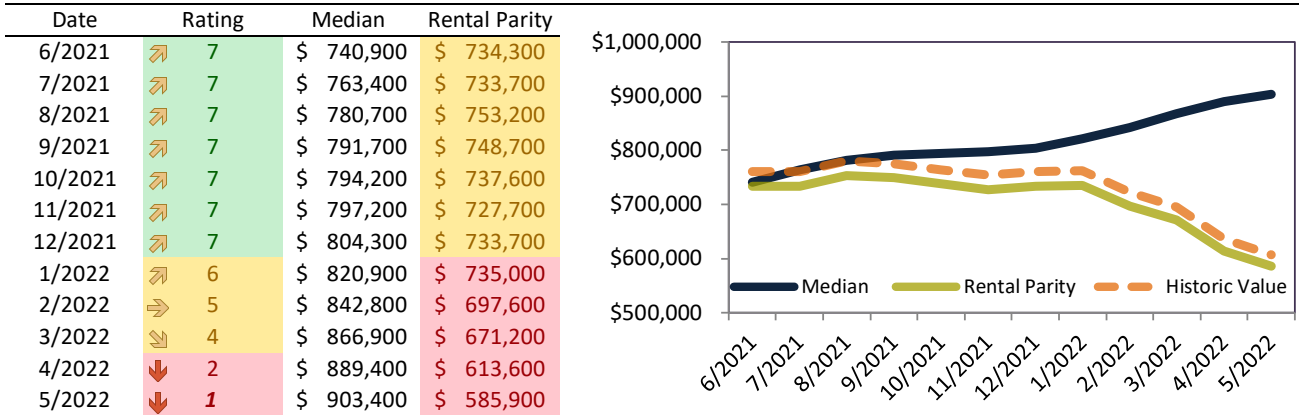 Date Rating Median Rental Parity
6/2021 7 $ 740,900 $ 734,300
7/2021 7 $ 763,400 $ 733,700
8/2021 7 $ 780,700 $ 753,200
9/2021 7 $ 791,700 $ 748,700
10/2021 7 $ 794,200 $ 737,600
11/2021 7 $ 797,200 $ 727,700
12/2021 7 $ 804,300 $ 733,700
1/2022 6 $ 820,900 $ 735,000
2/2022 5 $ 842,800 $ 697,600
3/2022 4 $ 866,900 $ 671,200
4/2022 2 $ 889,400 $ 613,600
5/2022 1 $ 903,400 $ 585,900
$1,000,000
$900,000
$800,000
$700,000
$600,000
$500,000
Median Rental Parity Historic Value
6/2021 7/2021 8/2021 9/2021 10/2021 11/2021 12/2021 1/2022 2/2022 3/2022 4/2022 5/2022